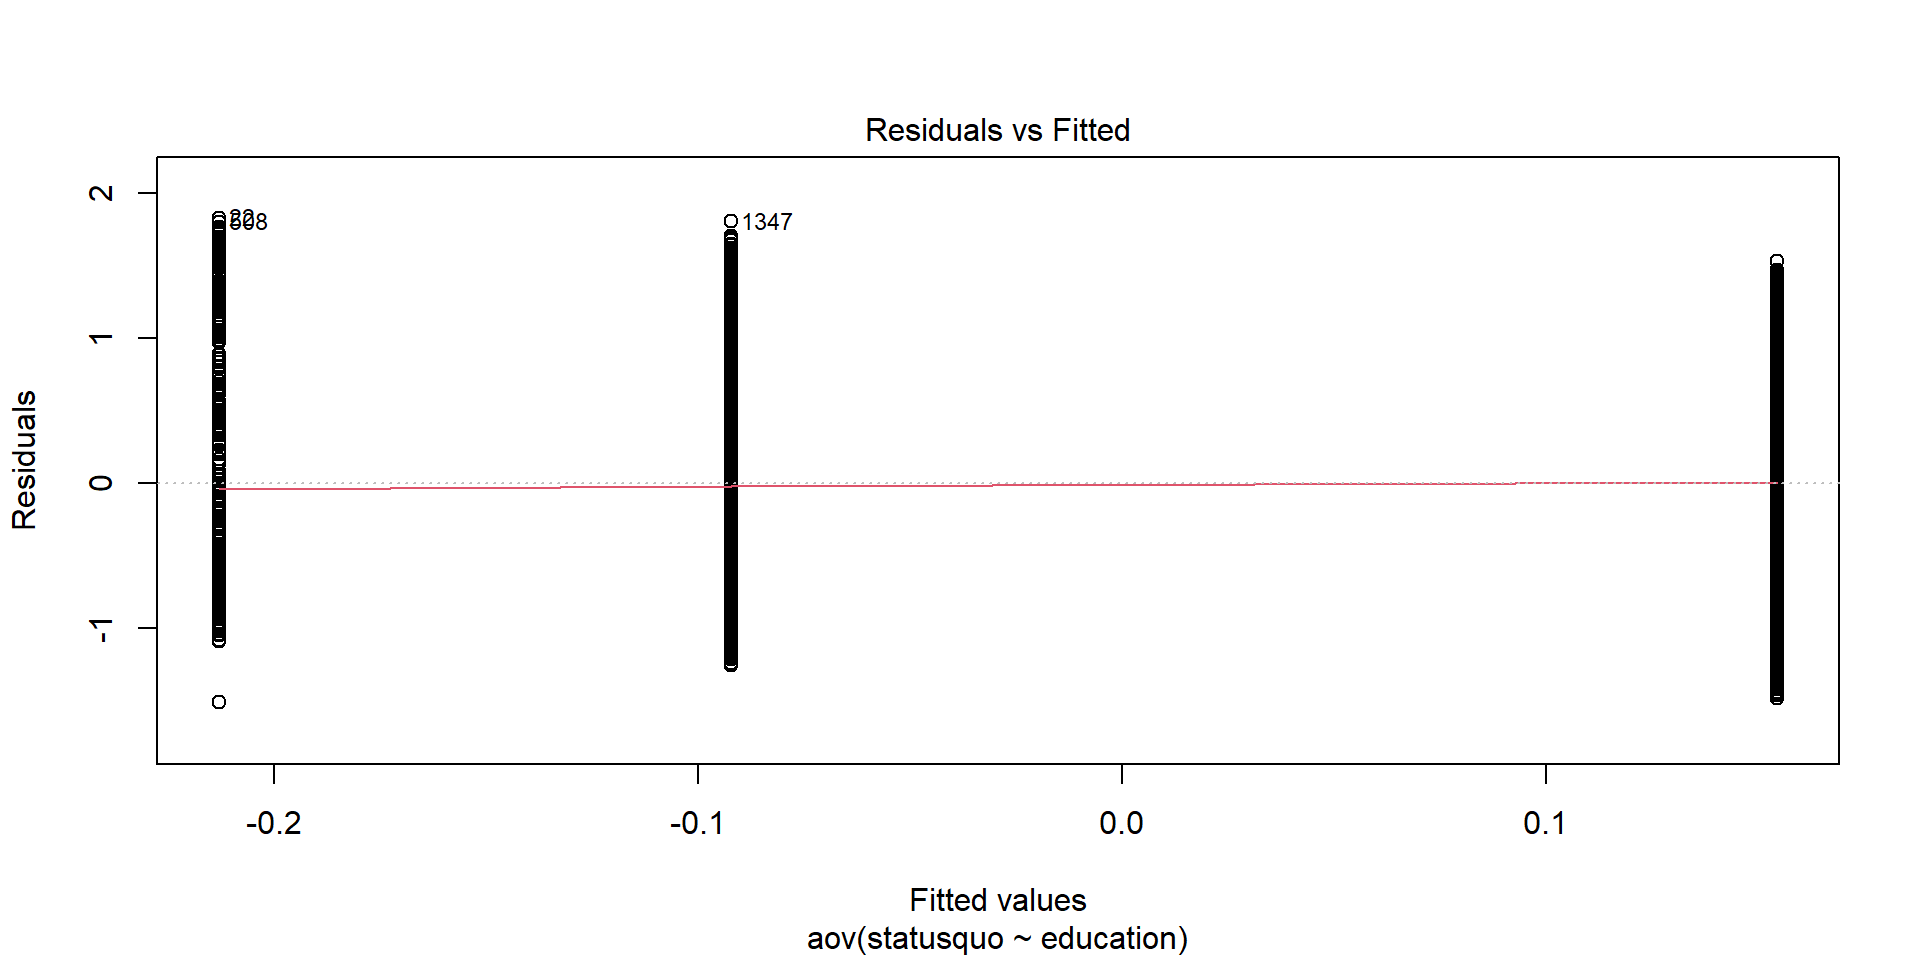 Residuals vs Fitted
2
1
0
-1
Residuals
1347
-0.2
-0.1
0.0
0.1
Fitted values
aov(statusquo ~ education)